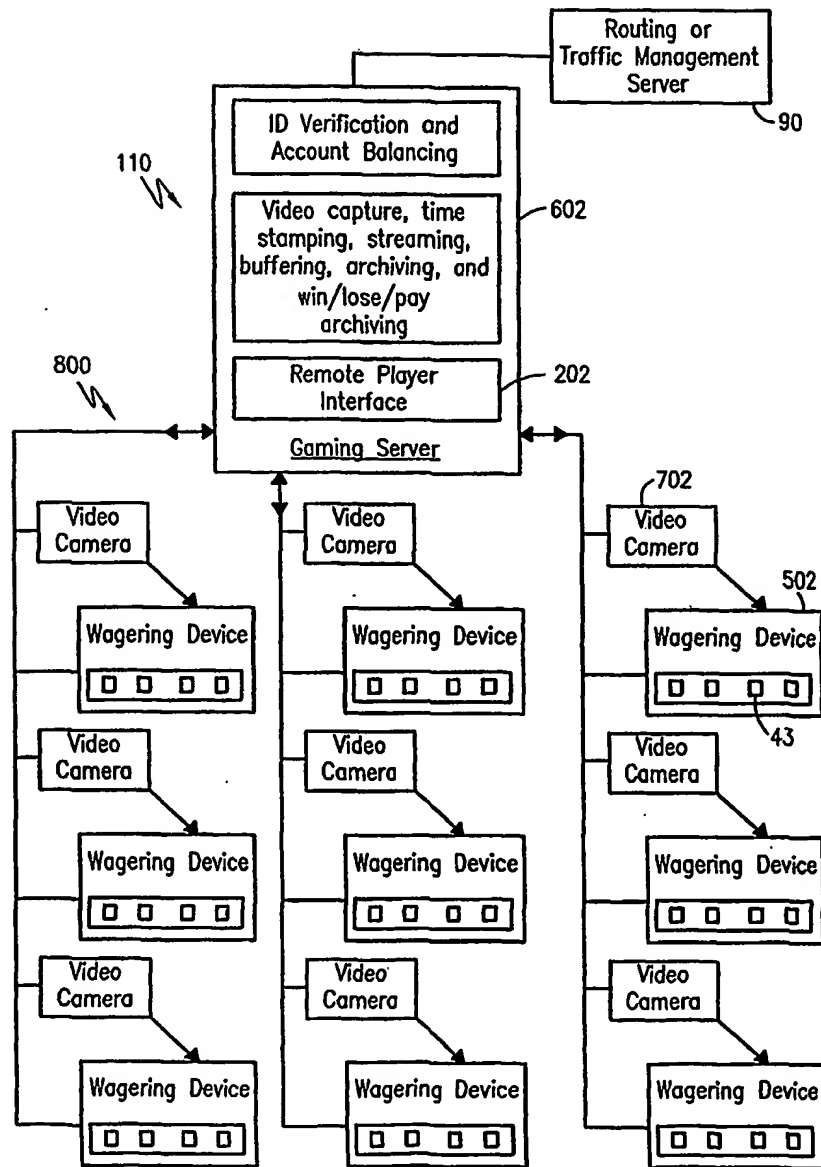 Routing or
Traffic Management
Server
90
110
ID Verification and
Account Balancing
602
Video capture, time
stamping, streaming,
buffering, archiving, and
win/lose/pay
archiving
800
Remote Player
Interface
202
Gaming Server
Video
Camera
Video
Camera
702
Video
Camera
502
Wagering Device
Wagering Device
Wagering Device
43
Video
Camera
Video
Camera
Video
Camera
Wagering Device
Wagering Device
Wagering Device
Video
Camera
Video
Camera
Video
Camera
Wagering Device
Wagering Device
Wagering Device